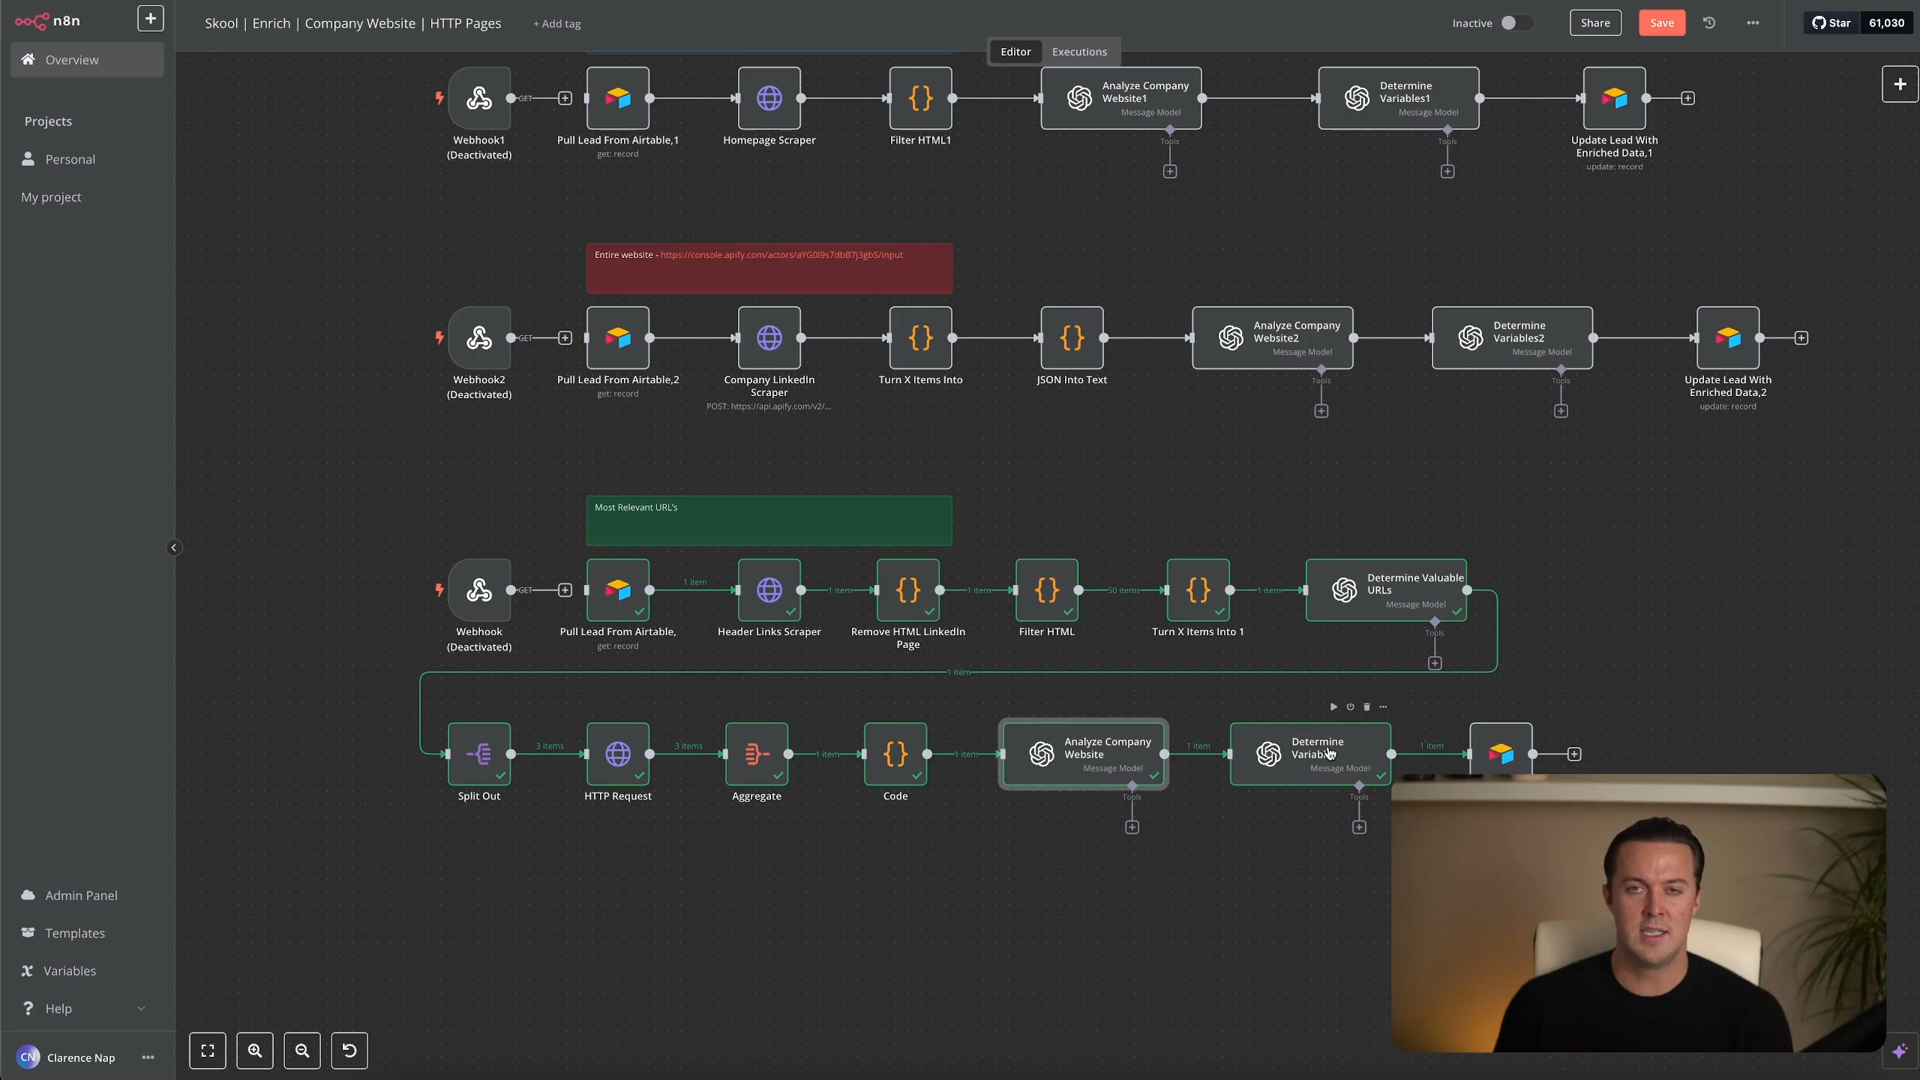 n8n
Skool | Enrich | Company Website | HTTP Pages
+ Add tag
Inactive
Share
Save
Star
61,030
Editor
Executions
Overview
Projects
Personal
My project
Admin Panel
Templates
Variables
Help
CN
Clarence Nap
GET
Webhook1
(Deactivated)
Pull Lead From Airtable,1
get: record
Homepage Scraper
Filter HTML1
Analyze Company
Website1
Message Model
Tools
Determine
Variables1
Message Model
Tools
Update Lead With
Enriched Data,1
update: record
Entire website - https://console.apify.com/actors/aYG0l9s7dbB7j3gbS/input
GET
Webhook2
(Deactivated)
Pull Lead From Airtable,2
get: record
Company LinkedIn
Scraper
POST: https://api.apify.com/v2/...
Turn X Items Into
JSON Into Text
Analyze Company
Website2
Message Model
Tools
Determine
Variables2
Message Model
Tools
Update Lead With
Enriched Data,2
update: record
Most Relevant URL's
GET
Webhook
(Deactivated)
Pull Lead From Airtable,
get: record
1 item
Header Links Scraper
1 item
Remove HTML LinkedIn
Page
1 item
Filter HTML
50 items
Turn X Items Into 1
1 item
Determine Valuable
URLs
Message Model
Tools
1 item
Split Out
3 items
HTTP Request
3 items
Aggregate
1 item
Code
1 item
Analyze Company
Website
Message Model
Tools
1 item
Determine
Message Model
Tools
1 item